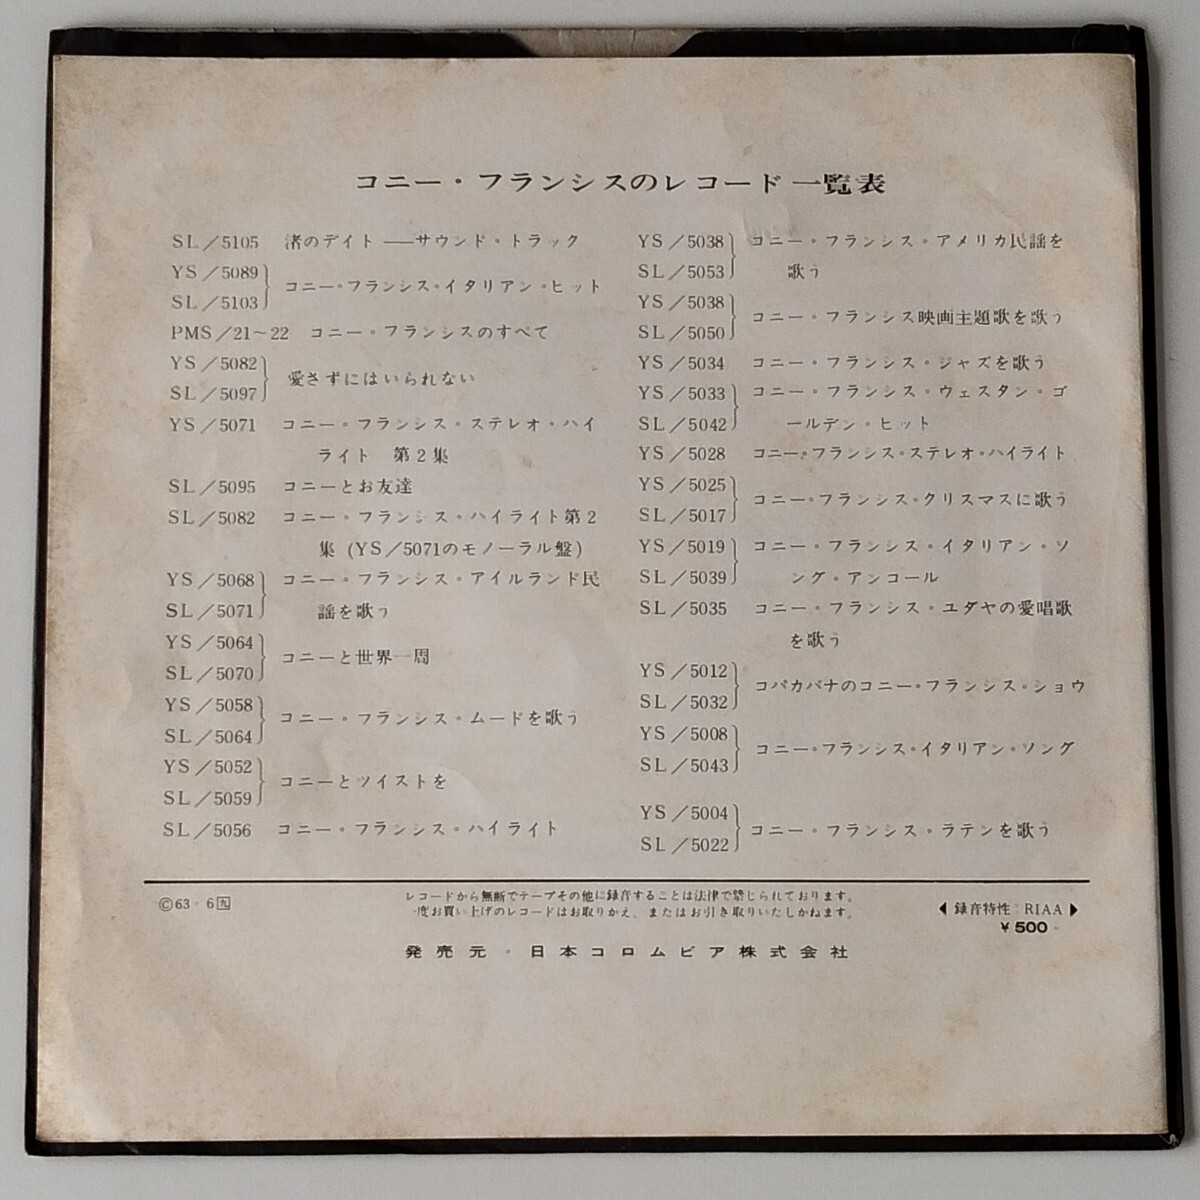 コニー・フランシスのレコード一覧表
SL／5105 渚のデイト――サウンド・トラック
YS／5089
コニー・フランシス・イタリアン・ヒット
SL／5103
PMS／21〜22 コニー・フランシスのすべて
YS／5082
愛さずにはいられない
SL／5097
YS／5071 コニー・フランシス・ステレオ・ハイ
ライト 第2集
SL／5095 コニーとお友達
SL／5082 コニー・フランシス・ハイライト第2
集 (YS／5071のモノーラル盤)
YS／5068 コニー・フランシス・アイルランド民
SL／5071 謡を歌う
YS／5064
コニーと世界一周
SL／5070
YS／5058
コニー・フランシス・ムードを歌う
SL／5064
YS／5052
コニーとツイストを
SL／5059
SL／5056 コニー・フランシス・ハイライト
YS／5038 コニー・フランシス・アメリカ民謡を
SL／5053 歌う
YS／5038
コニー・フランシス映画主題歌を歌う
SL／5050
YS／5034 コニー・フランシス・ジャズを歌う
YS／5033 コニー・フランシス・ウェスタン・ゴ
SL／5042 ールデン・ヒット
YS／5028 コニー・フランシス・ステレオ・ハイライト
YS／5025
コニー・フランシス・クリスマスに歌う
SL／5017
YS／5019 コニー・フランシス・イタリアン・ソ
SL／5039 ング・アンコール
SL／5035 コニー・フランシス・ユダヤの愛唱歌
を歌う
YS／5012
コパカバナのコニー・フランシス・ショウ
SL／5032
YS／5008
コニー・フランシス・イタリアン・ソング
SL／5043
YS／5004
コニー・フランシス・ラテンを歌う
SL／5022
Ⓒ63・6 九
レコードから無断でテープその他に録音することは法律で禁じられております。
一度お買い上げのレコードはお取りかえ、またはお引き取りいたしかねます。
◀ 録音特性：RIAA ▶
¥500
発売元・日本コロムビア株式会社